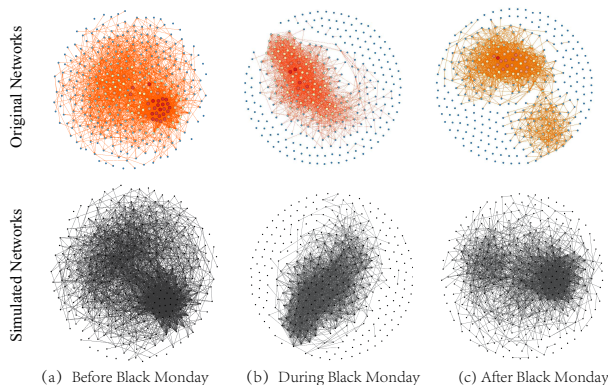 Original Networks
Simulated Networks
(a) Before Black Monday
(b) During Black Monday
(c) After Black Monday